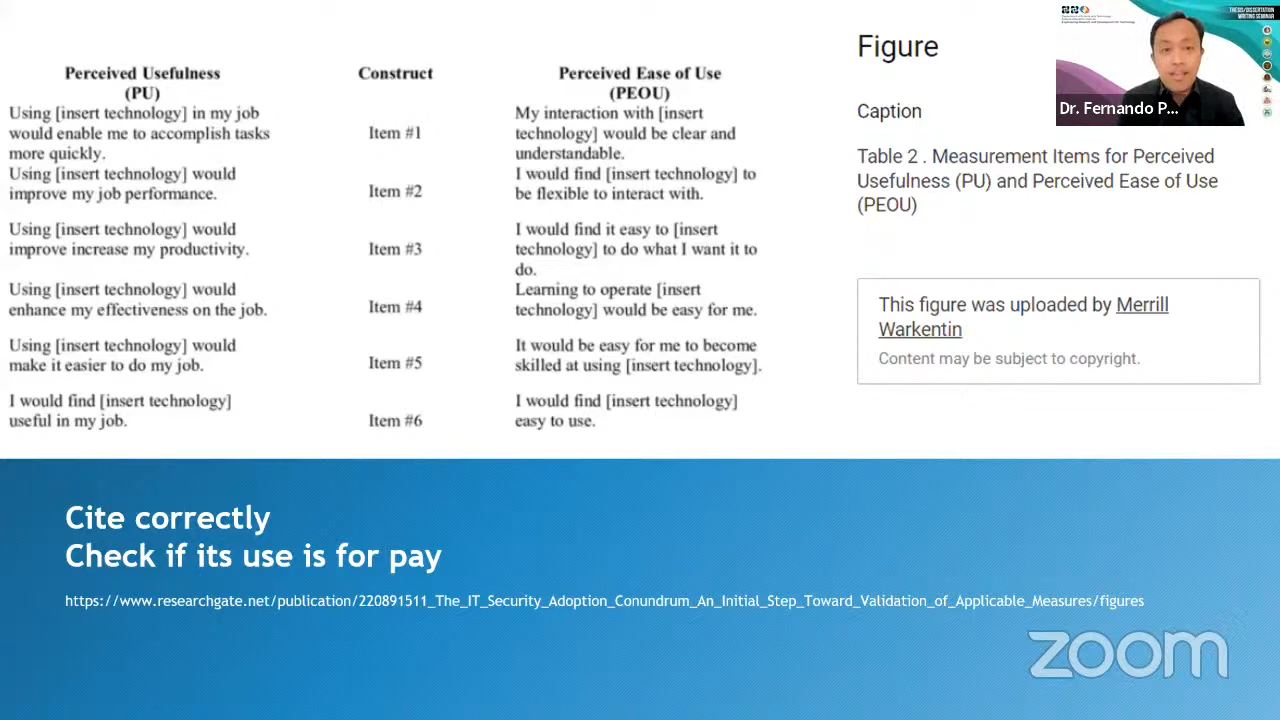 Perceived Usefulness
(PU)
Construct
Perceived Ease of Use
(PEOU)
Using [insert technology] in my job
would enable me to accomplish tasks
more quickly.
Item #1
My interaction with [insert
technology] would be clear and
understandable.
Using [insert technology] would
improve my job performance.
Item #2
I would find [insert technology] to
be flexible to interact with.
Using [insert technology] would
improve increase my productivity.
Item #3
I would find it easy to [insert
technology] to do what I want it to
do.
Using [insert technology] would
enhance my effectiveness on the job.
Item #4
Learning to operate [insert
technology] would be easy for me.
Using [insert technology] would
make it easier to do my job.
Item #5
It would be easy for me to become
skilled at using [insert technology].
I would find [insert technology]
useful in my job.
Item #6
I would find [insert technology]
easy to use.
Figure
Caption
Table 2 . Measurement Items for Perceived
Usefulness (PU) and Perceived Ease of Use
(PEOU)
This figure was uploaded by Merrill
Warkentin
Content may be subject to copyright.
THESIS/DISSERTATION
WRITING SEMINAR
Dr. Fernando P...
Cite correctly
Check if its use is for pay
https://www.researchgate.net/publication/220891511_The_IT_Security_Adoption_Conundrum_An_Initial_Step_Toward_Validation_of_Applicable_Measures/figures
zoom